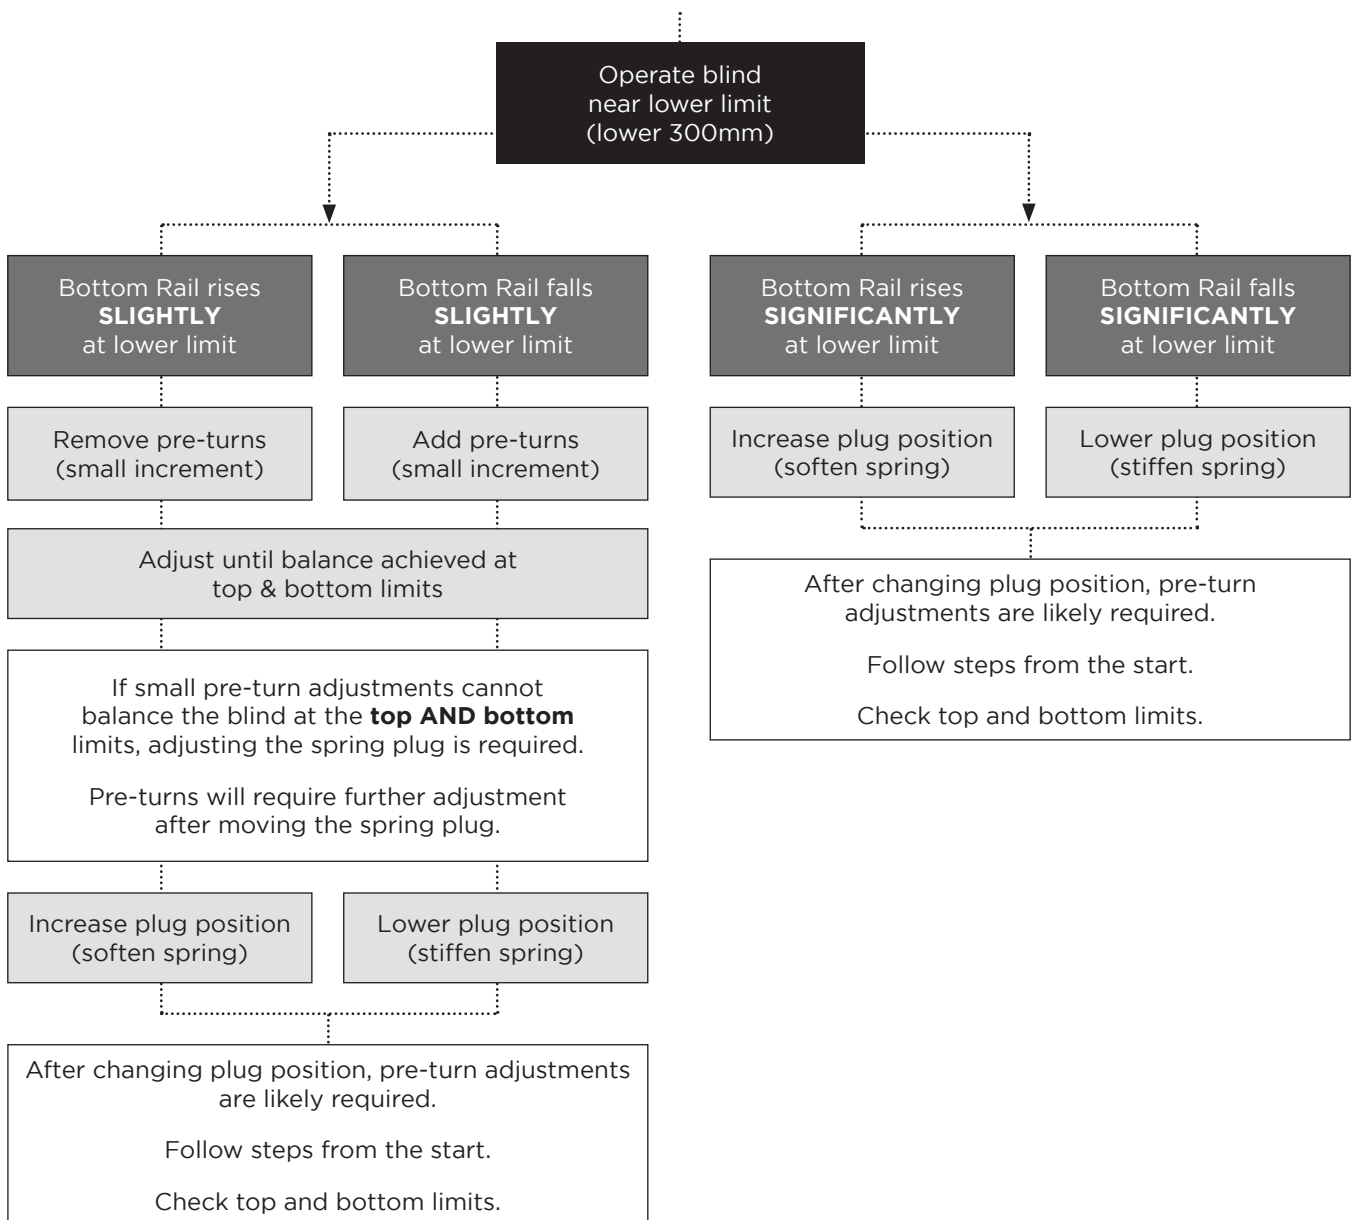 Operate blind
near lower limit
(lower 300mm)
Bottom Rail rises
SLIGHTLY
at lower limit
Bottom Rail falls
SLIGHTLY
at lower limit
Bottom Rail rises
SIGNIFICANTLY
at lower limit
Bottom Rail falls
SIGNIFICANTLY
at lower limit
Remove pre-turns
(small increment)
Add pre-turns
(small increment)
Increase plug position
(soften spring)
Lower plug position
(stiffen spring)
Adjust until balance achieved at
top & bottom limits
After changing plug position, pre-turn
adjustments are likely required.
Follow steps from the start.
Check top and bottom limits.
If small pre-turn adjustments cannot
balance the blind at the top AND bottom
limits, adjusting the spring plug is required.
Pre-turns will require further adjustment
after moving the spring plug.
Increase plug position
(soften spring)
Lower plug position
(stiffen spring)
After changing plug position, pre-turn adjustments
are likely required.
Follow steps from the start.
Check top and bottom limits.